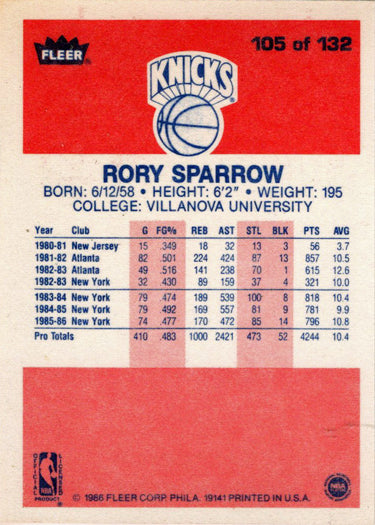 FLEER
105 of 132
KNICKS
RORY SPARROW
BORN: 6/12/58 • HEIGHT: 6'2" • WEIGHT: 195
COLLEGE: VILLANOVA UNIVERSITY
Year Club G FG% REB AST STL BLK PTS AVG
1980-81 New Jersey 15 .349 18 32 13 3 56 3.7
1981-82 Atlanta 82 .501 224 424 87 13 857 10.5
1982-83 Atlanta 49 .516 141 238 70 1 615 12.6
1982-83 New York 32 .430 89 159 37 4 321 10.0
1983-84 New York 79 .474 189 539 100 8 818 10.4
1984-85 New York 79 .492 167 557 81 9 781 9.9
1985-86 New York 74 .477 170 472 85 14 796 10.8
Pro Totals 410 .483 1000 2421 473 52 4244 10.4
OFFICIAL LICENSED
NBA
PRODUCT
© 1986 FLEER CORP. PHILA. 19141 PRINTED IN U.S.A.